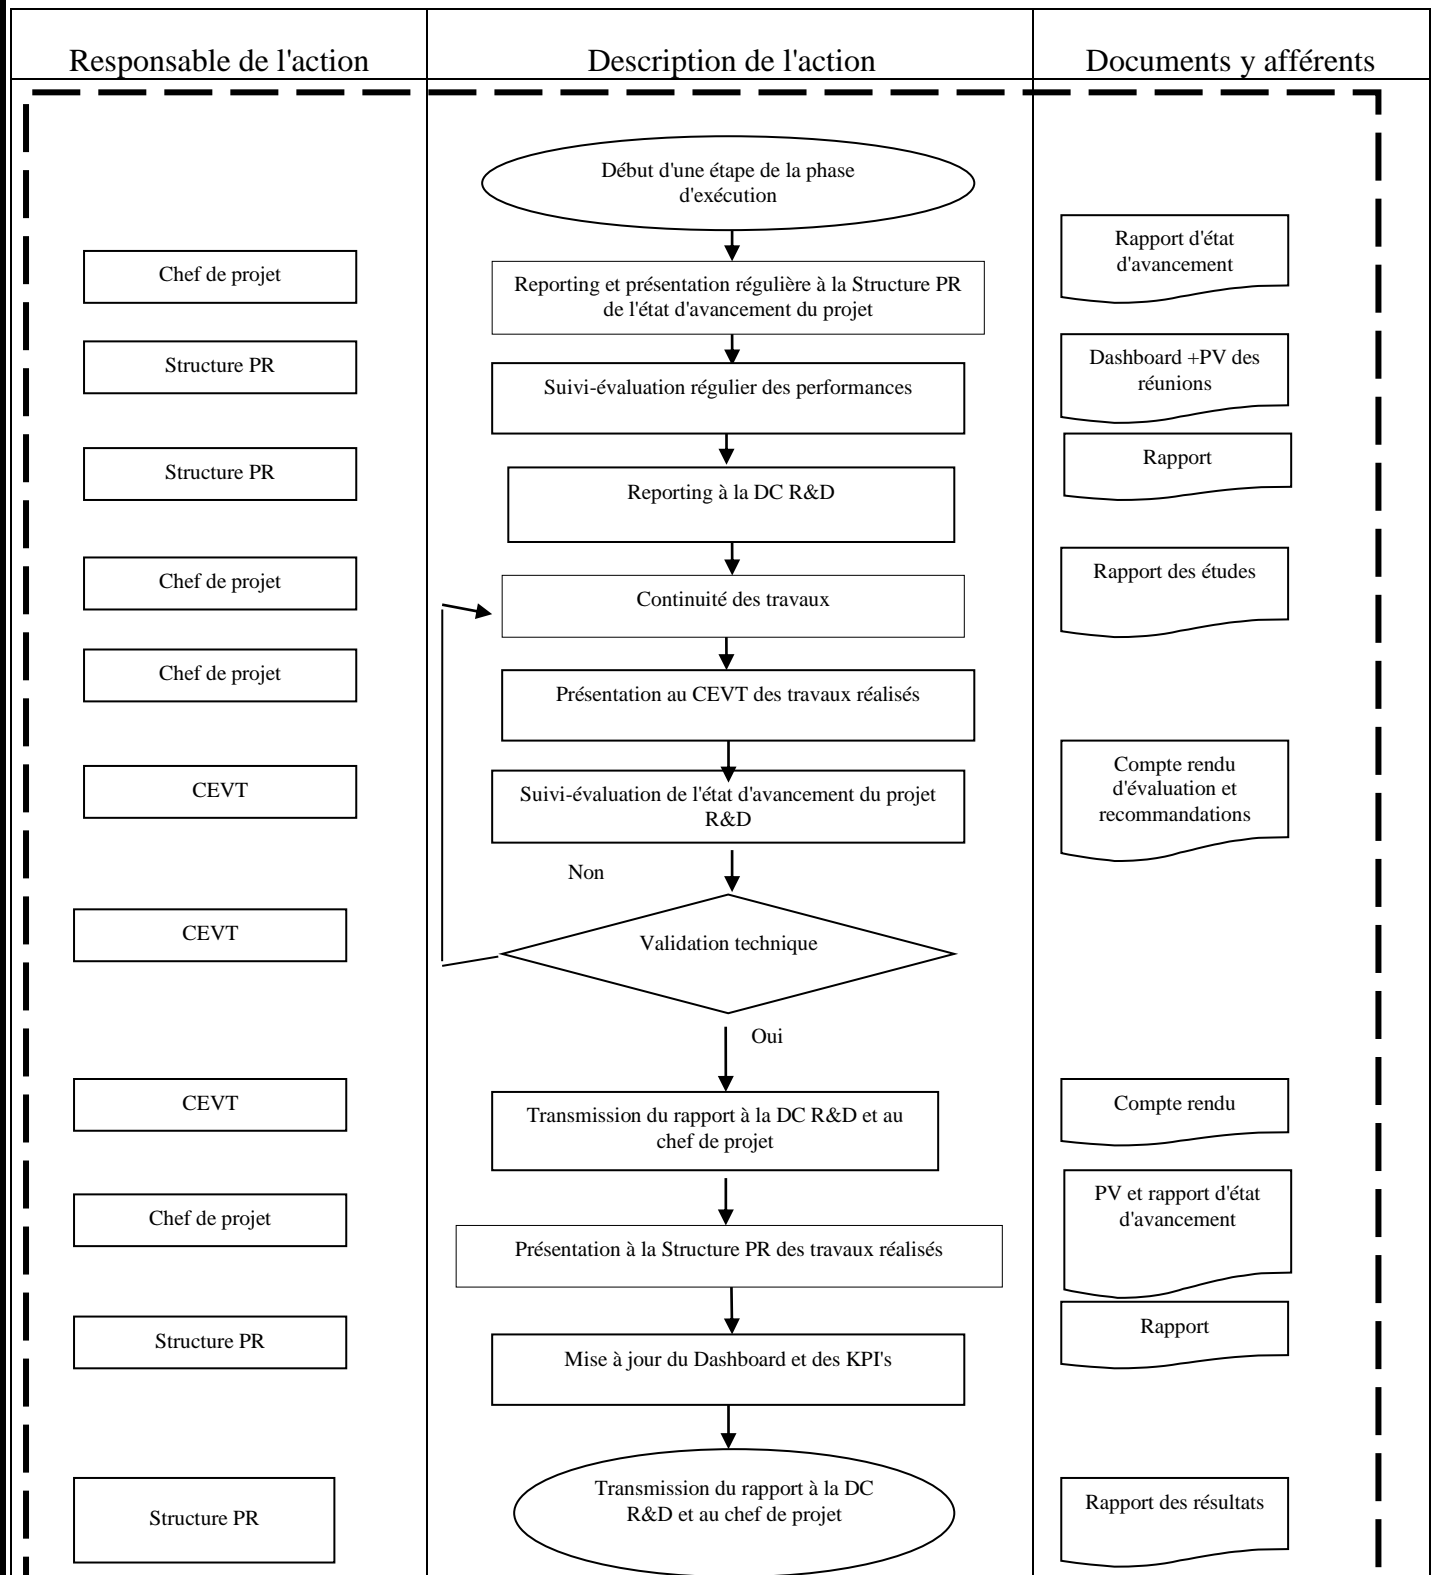 Responsable de l'action
Description de l'action
Documents y afférents
Début d'une étape de la phase
d'exécution
Rapport d'état
d'avancement
Chef de projet
Reporting et présentation régulière à la Structure PR
de l'état d'avancement du projet
Structure PR
Suivi-évaluation régulier des performances
Dashboard +PV des
réunions
Structure PR
Reporting à la DC R&D
Rapport
Chef de projet
Continuité des travaux
Rapport des études
Chef de projet
Présentation au CEVT des travaux réalisés
CEVT
Suivi-évaluation de l'état d'avancement du projet
R&D
Compte rendu
d'évaluation et
recommandations
Non
CEVT
Validation technique
Oui
CEVT
Transmission du rapport à la DC R&D et au
chef de projet
Compte rendu
Chef de projet
Présentation à la Structure PR des travaux réalisés
PV et rapport d'état
d'avancement
Structure PR
Mise à jour du Dashboard et des KPI's
Rapport
Structure PR
Transmission du rapport à la DC
R&D et au chef de projet
Rapport des résultats